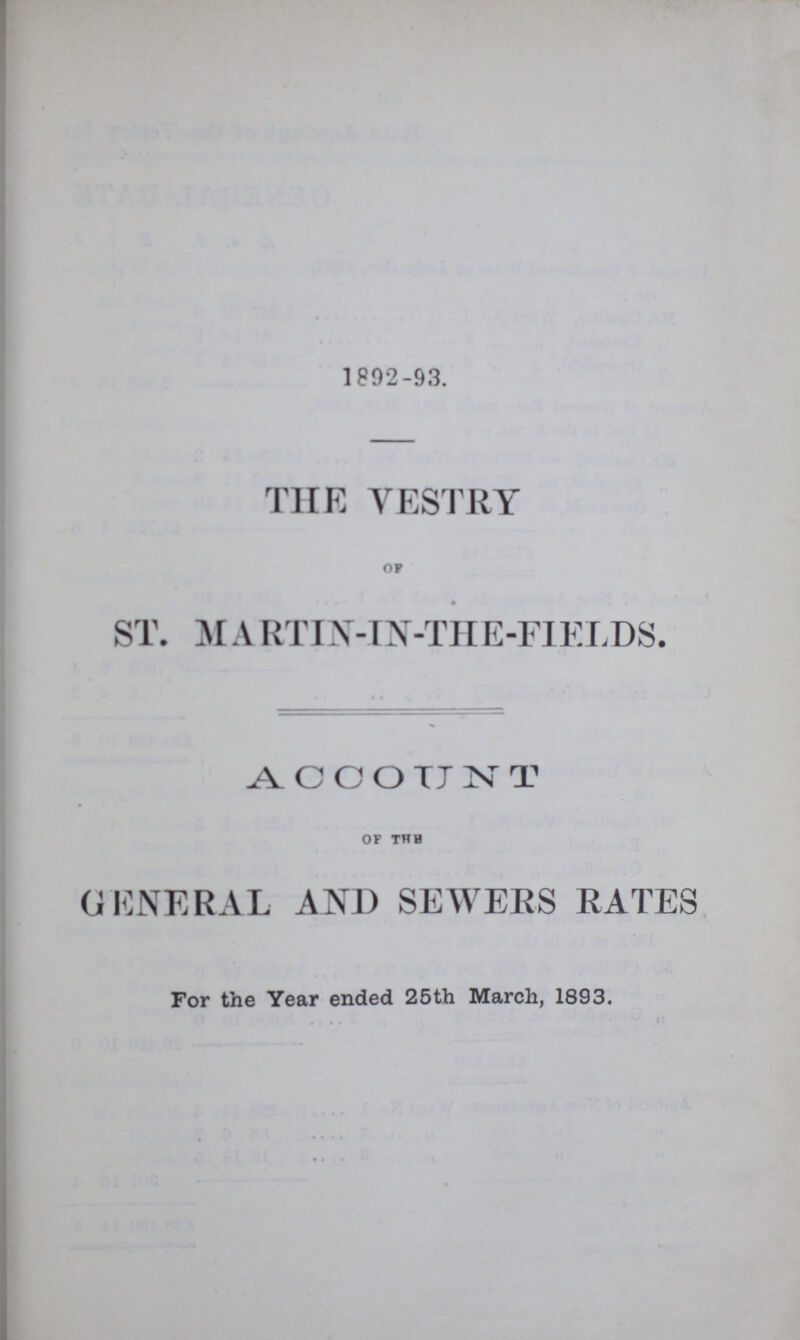 1892-93.
THE VESTRY
OF
ST. MARTIN-IN-THE-FIELDS.
ACCOUNT
OF THE
GENERAL AND SEWERS RATES
For the Year ended 25th March, 1893.